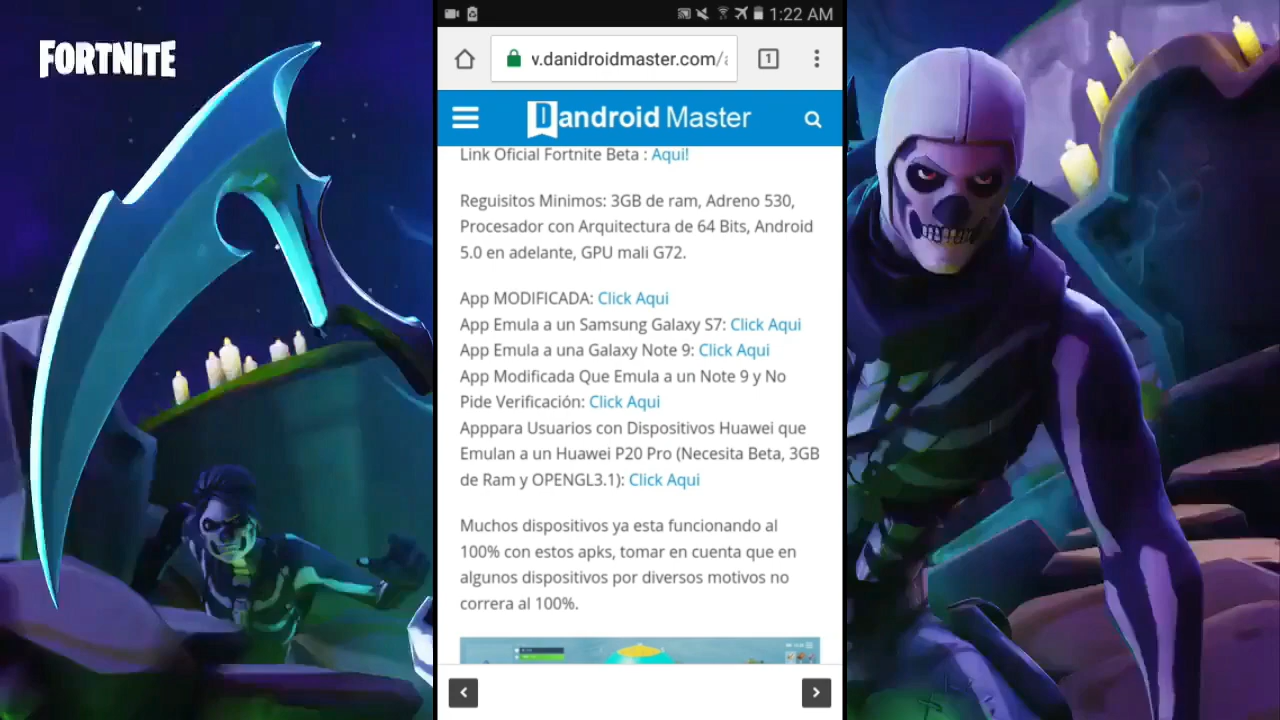 FORTNITE
1:22 AM
v.danidroidmaster.com/a
1
Dandroid Master
Link Oficial Fortnite Beta : Aqui!
Reguisitos Minimos: 3GB de ram, Adreno 530,
Procesador con Arquitectura de 64 Bits, Android
5.0 en adelante, GPU mali G72.
App MODIFICADA: Click Aqui
App Emula a un Samsung Galaxy S7: Click Aqui
App Emula a una Galaxy Note 9: Click Aqui
App Modificada Que Emula a un Note 9 y No
Pide Verificación: Click Aqui
Apppara Usuarios con Dispositivos Huawei que
Emulan a un Huawei P20 Pro (Necesita Beta, 3GB
de Ram y OPENGL3.1): Click Aqui
Muchos dispositivos ya esta funcionando al
100% con estos apks, tomar en cuenta que en
algunos dispositivos por diversos motivos no
correra al 100%.